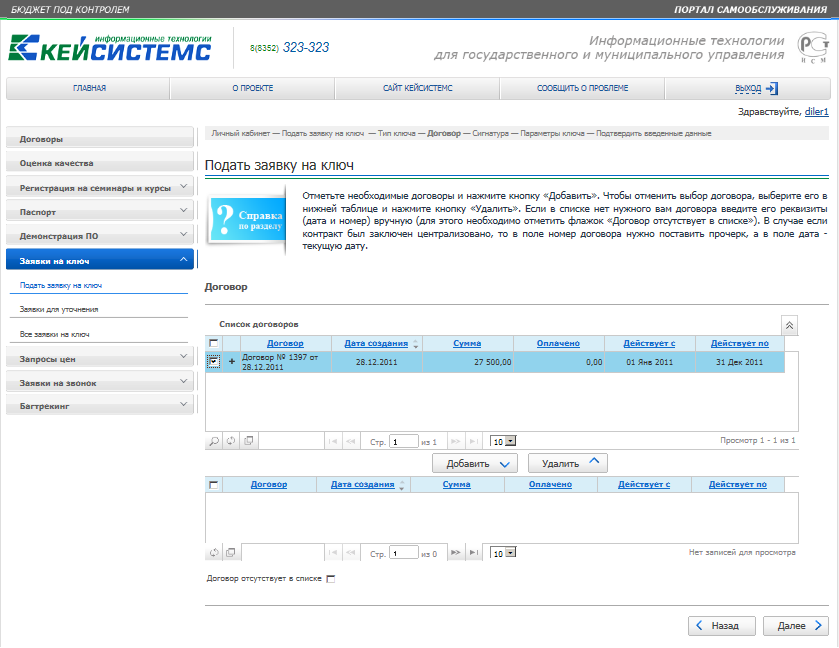 БЮДЖЕТ ПОД КОНТРОЛЕМ
ПОРТАЛ САМООБСЛУЖИВАНИЯ
информационные технологии
КЕЙСИСТЕМС
8(8352) 323-323
Информационные технологии
для государственного и муниципального управления
РСТ
ИСМ
ГЛАВНАЯ
О ПРОЕКТЕ
САЙТ КЕЙСИСТЕМС
СООБЩИТЬ О ПРОБЛЕМЕ
ВЫХОД
Здравствуйте, diler1
Договоры
Оценка качества
Регистрация на семинары и курсы
Паспорт
Демонстрация ПО
Заявки на ключ
Подать заявку на ключ
Заявки для уточнения
Все заявки на ключ
Запросы цен
Заявки на звонок
Багтрекинг
Личный кабинет — Подать заявку на ключ — Тип ключа — Договор — Сигнатура — Параметры ключа — Подтвердить введенные данные
Подать заявку на ключ
? Справка
по разделу
Отметьте необходимые договоры и нажмите кнопку «Добавить». Чтобы отменить выбор договора, выберите его в
нижней таблице и нажмите кнопку «Удалить». Если в списке нет нужного вам договора введите его реквизиты
(дата и номер) вручную (для этого необходимо отметить флажок «Договор отсутствует в списке»). В случае если
контракт был заключен централизовано, то в поле номер договора нужно поставить прочерк, а в поле дата -
текущую дату.
Договор
Список договоров
Договор Дата создания Сумма Оплачено Действует с Действует по
+ Договор № 1397 от
28.12.2011 28.12.2011 27 500,00 0,00 01 Янв 2011 31 Дек 2011
Стр. 1 из 1 10 Просмотр 1 - 1 из 1
Добавить Удалить
Договор Дата создания Сумма Оплачено Действует с Действует по
Стр. 1 из 0 10 Нет записей для просмотра
Договор отсутствует в списке
Назад Далее